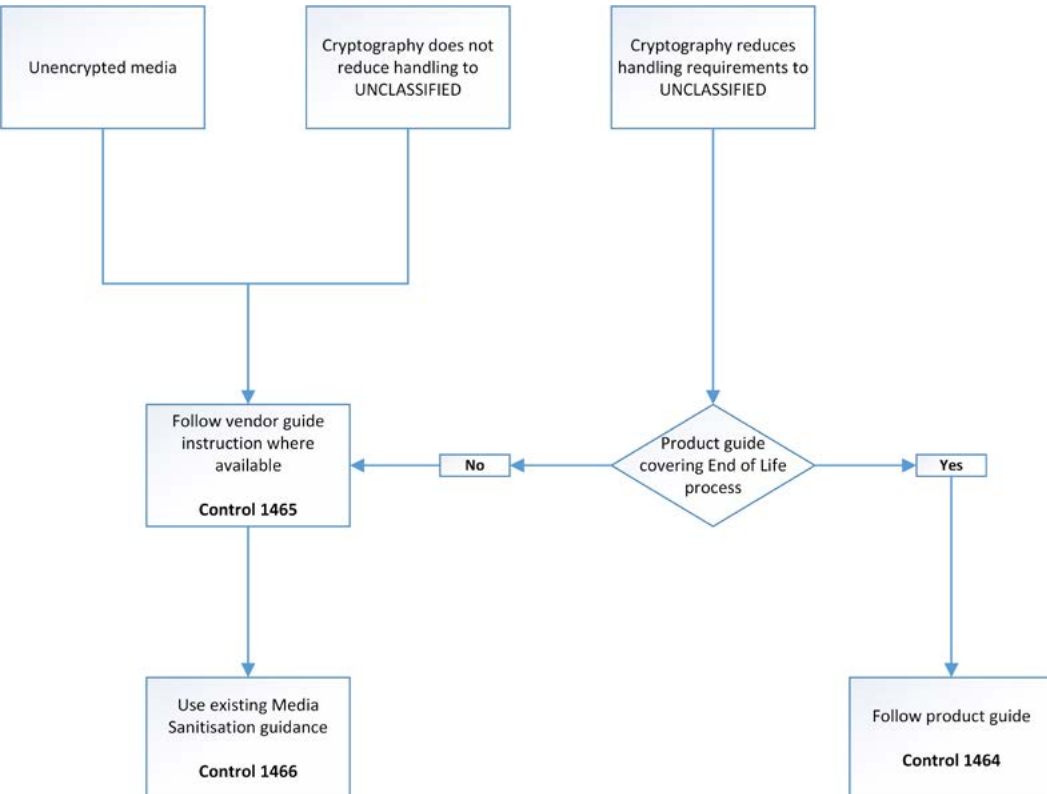 Unencrypted media
Cryptography does not
reduce handling to
UNCLASSIFIED
Cryptography reduces
handling requirements to
UNCLASSIFIED
Follow vendor guide
instruction where
available
Control 1465
No
Product guide
covering End of Life
process
Yes
Use existing Media
Sanitisation guidance
Control 1466
Follow product guide
Control 1464